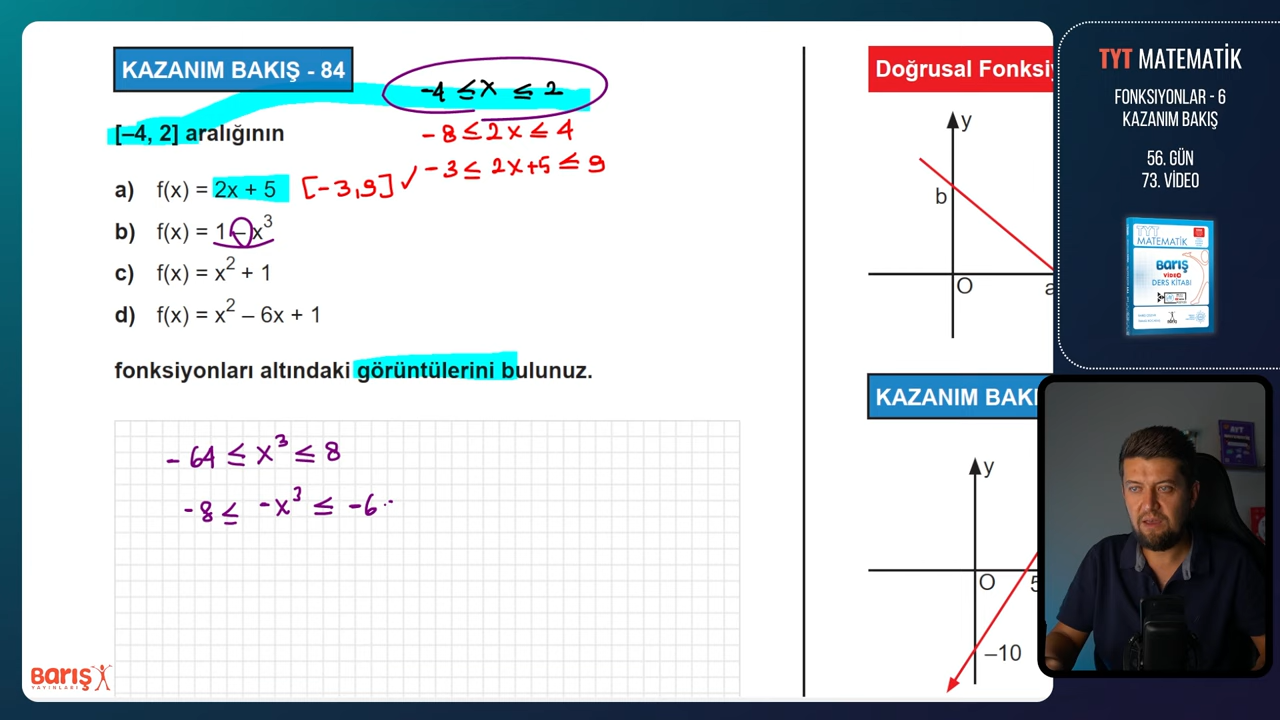 KAZANIM BAKIŞ - 84
-4 ≤ x ≤ 2
[–4, 2] aralığının
-8 ≤ 2x ≤ 4
-3 ≤ 2x+5 ≤ 9
a) f(x) = 2x + 5 [-3,9] ✓
b) f(x) = 1 – x³
c) f(x) = x² + 1
d) f(x) = x² – 6x + 1
fonksiyonları altındaki görüntülerini bulunuz.
-64 ≤ x³ ≤ 8
-8 ≤ -x³ ≤ -6
BARIŞ
YAYINLARI
Doğrusal Fonksiy
y
b
O
a
KAZANIM BAKI
y
O
5
–10
TYT MATEMATİK
FONKSIYONLAR - 6
KAZANIM BAKIŞ
56. GÜN
73. VİDEO
TYT
MATEMATİK
BARIŞ
VİDEO
DERS KİTABI